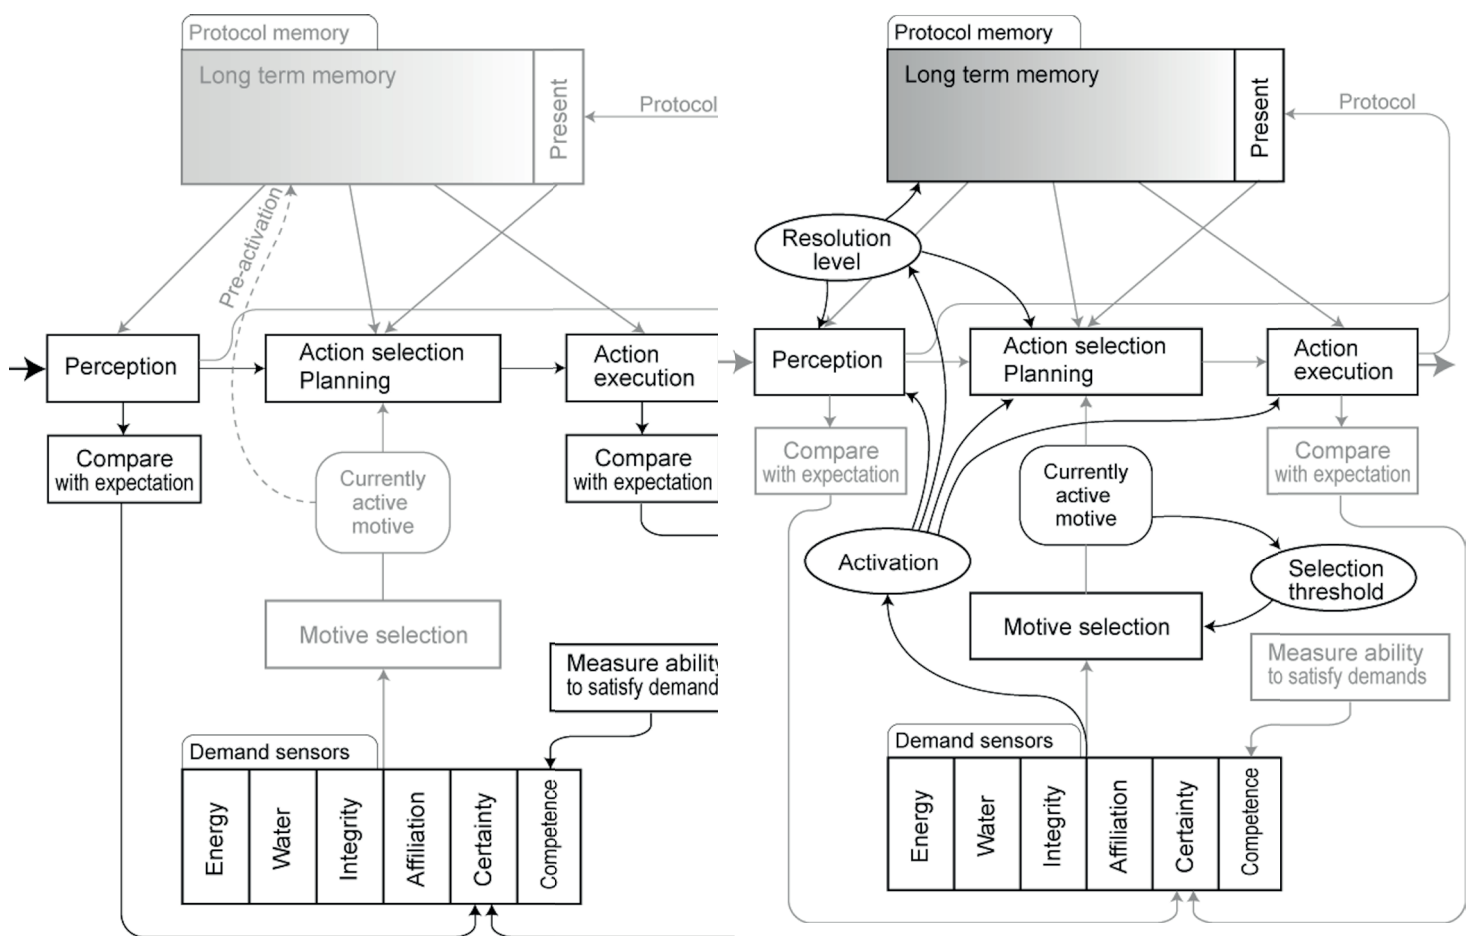 Protocol memory
Long term memory
Present
Protocol
Pre-activation
Perception
Action selection
Planning
Action
execution
Compare
with expectation
Currently
active
motive
Compare
with expectation
Motive selection
Measure ability
to satisfy demands
Demand sensors
Energy
Water
Integrity
Affiliation
Certainty
Competence
Protocol memory
Long term memory
Present
Protocol
Resolution
level
Perception
Action selection
Planning
Action
execution
Compare
with expectation
Currently
active
motive
Compare
with expectation
Activation
Selection
threshold
Motive selection
Measure ability
to satisfy demands
Demand sensors
Energy
Water
Integrity
Affiliation
Certainty
Competence